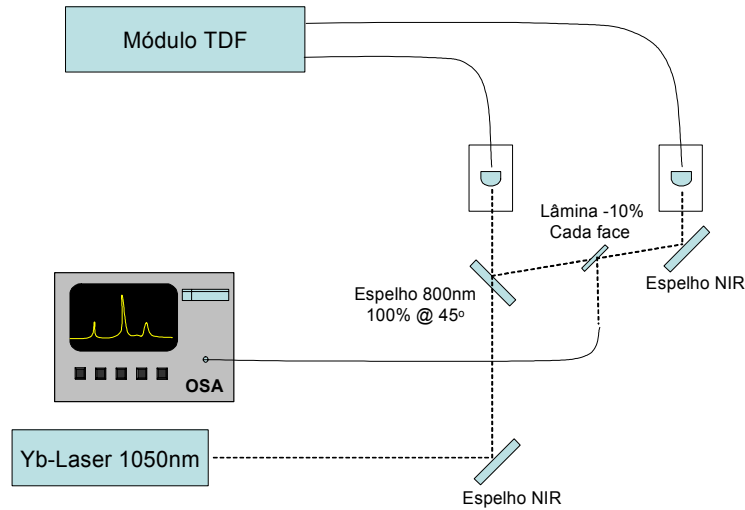 Módulo TDF
Lâmina -10%
Cada face
Espelho NIR
Espelho 800nm
100% @ 45º
OSA
Yb-Laser 1050nm
Espelho NIR